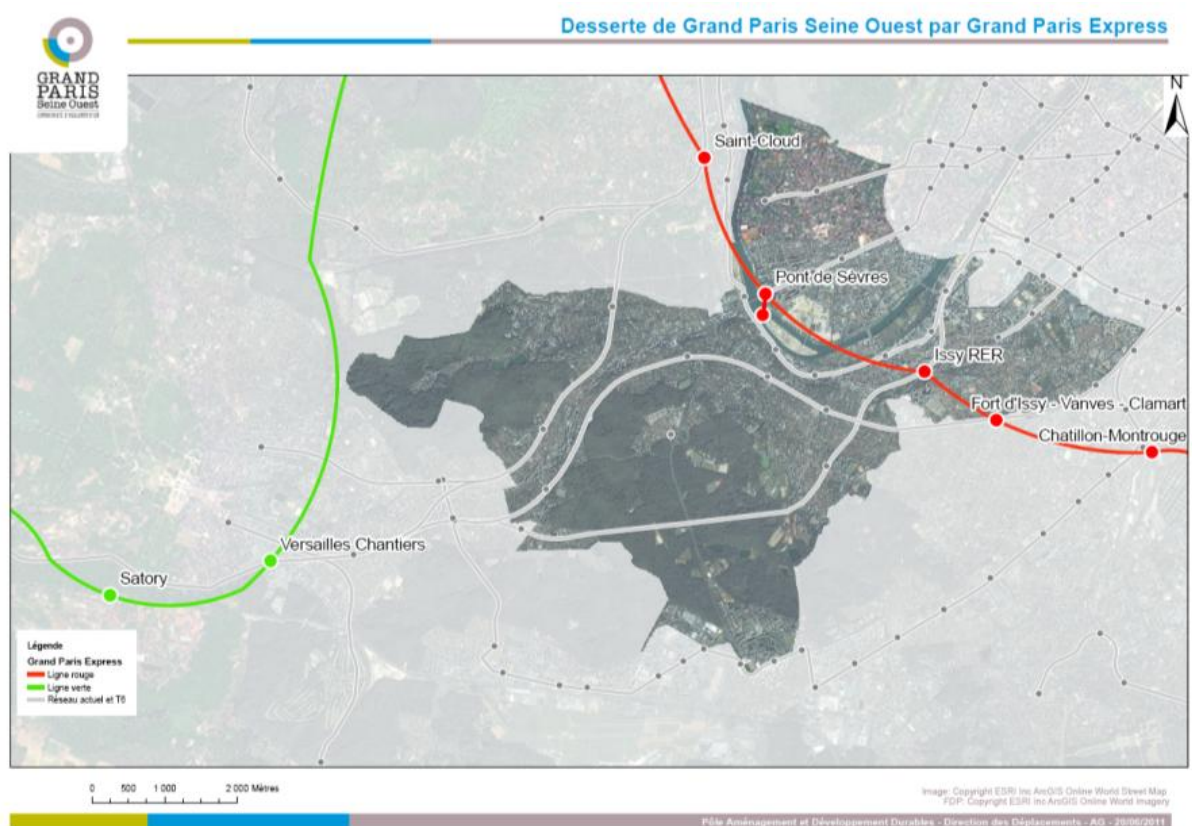 Desserte de Grand Paris Seine Ouest par Grand Paris Express
GRAND
PARIS
Seine Ouest
N
Saint-Cloud
Pont de Sèvres
Issy RER
Fort d'Issy - Vanves - Clamart
Chatillon-Montrouge
Versailles Chantiers
Satory
Légende
Grand Paris Express
Ligne rouge
Ligne verte
Réseau actuel et T6
0 500 1 000 2 000 Mètres
Image: Copyright ESRI Inc ArcGIS Online World Street Map
FDP: Copyright ESRI Inc ArcGIS Online World Imagery
Pôle Aménagement et Développement Durables - Direction des Déplacements - AG - 20/06/2011